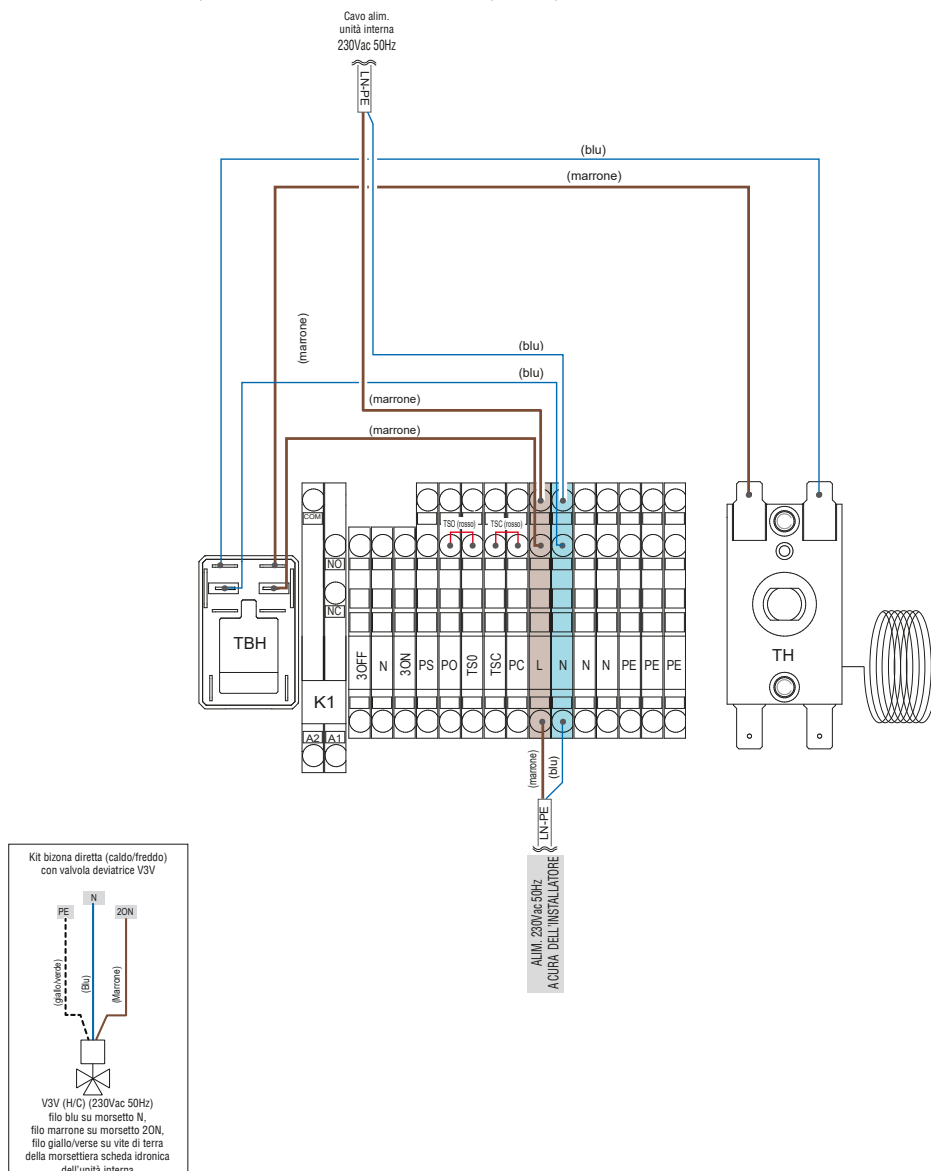 Cavo alim.
unità interna
230Vac 50Hz
LN-PE
(blu)
(marrone)
(marrone)
(blu)
(blu)
(marrone)
(marrone)
COM
TS0 (rosso)
TSC (rosso)
NO
NC
TBH
K1
A2
A1
3OFF
N
3ON
PS
PO
TS0
TSC
PC
L
N
N
N
PE
PE
PE
TH
(marrone)
(blu)
LN-PE
ALIM. 230Vac 50Hz
A CURA DELL'INSTALLATORE
Kit bizona diretta (caldo/freddo)
con valvola deviatrice V3V
N
PE
2ON
(giallo/verde)
(Blu)
(Marrone)
V3V (H/C) (230Vac 50Hz)
filo blu su morsetto N,
filo marrone su morsetto 2ON,
filo giallo/verse su vite di terra
della morsettiera scheda idronica
dell'unità interna